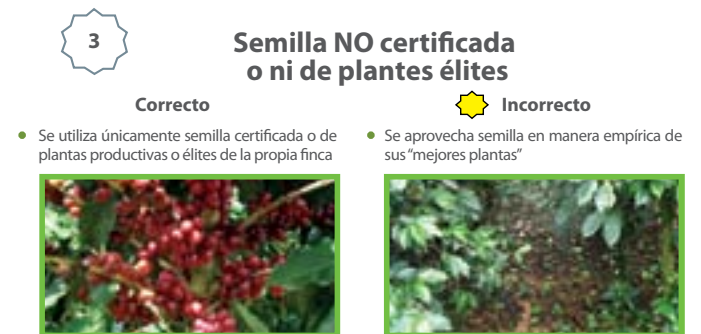 3
Semilla NO certificada
o ni de plantes élites
Correcto
Incorrecto
• Se utiliza únicamente semilla certificada o de
plantas productivas o élites de la propia finca
• Se aprovecha semilla en manera empírica de
sus “mejores plantas”